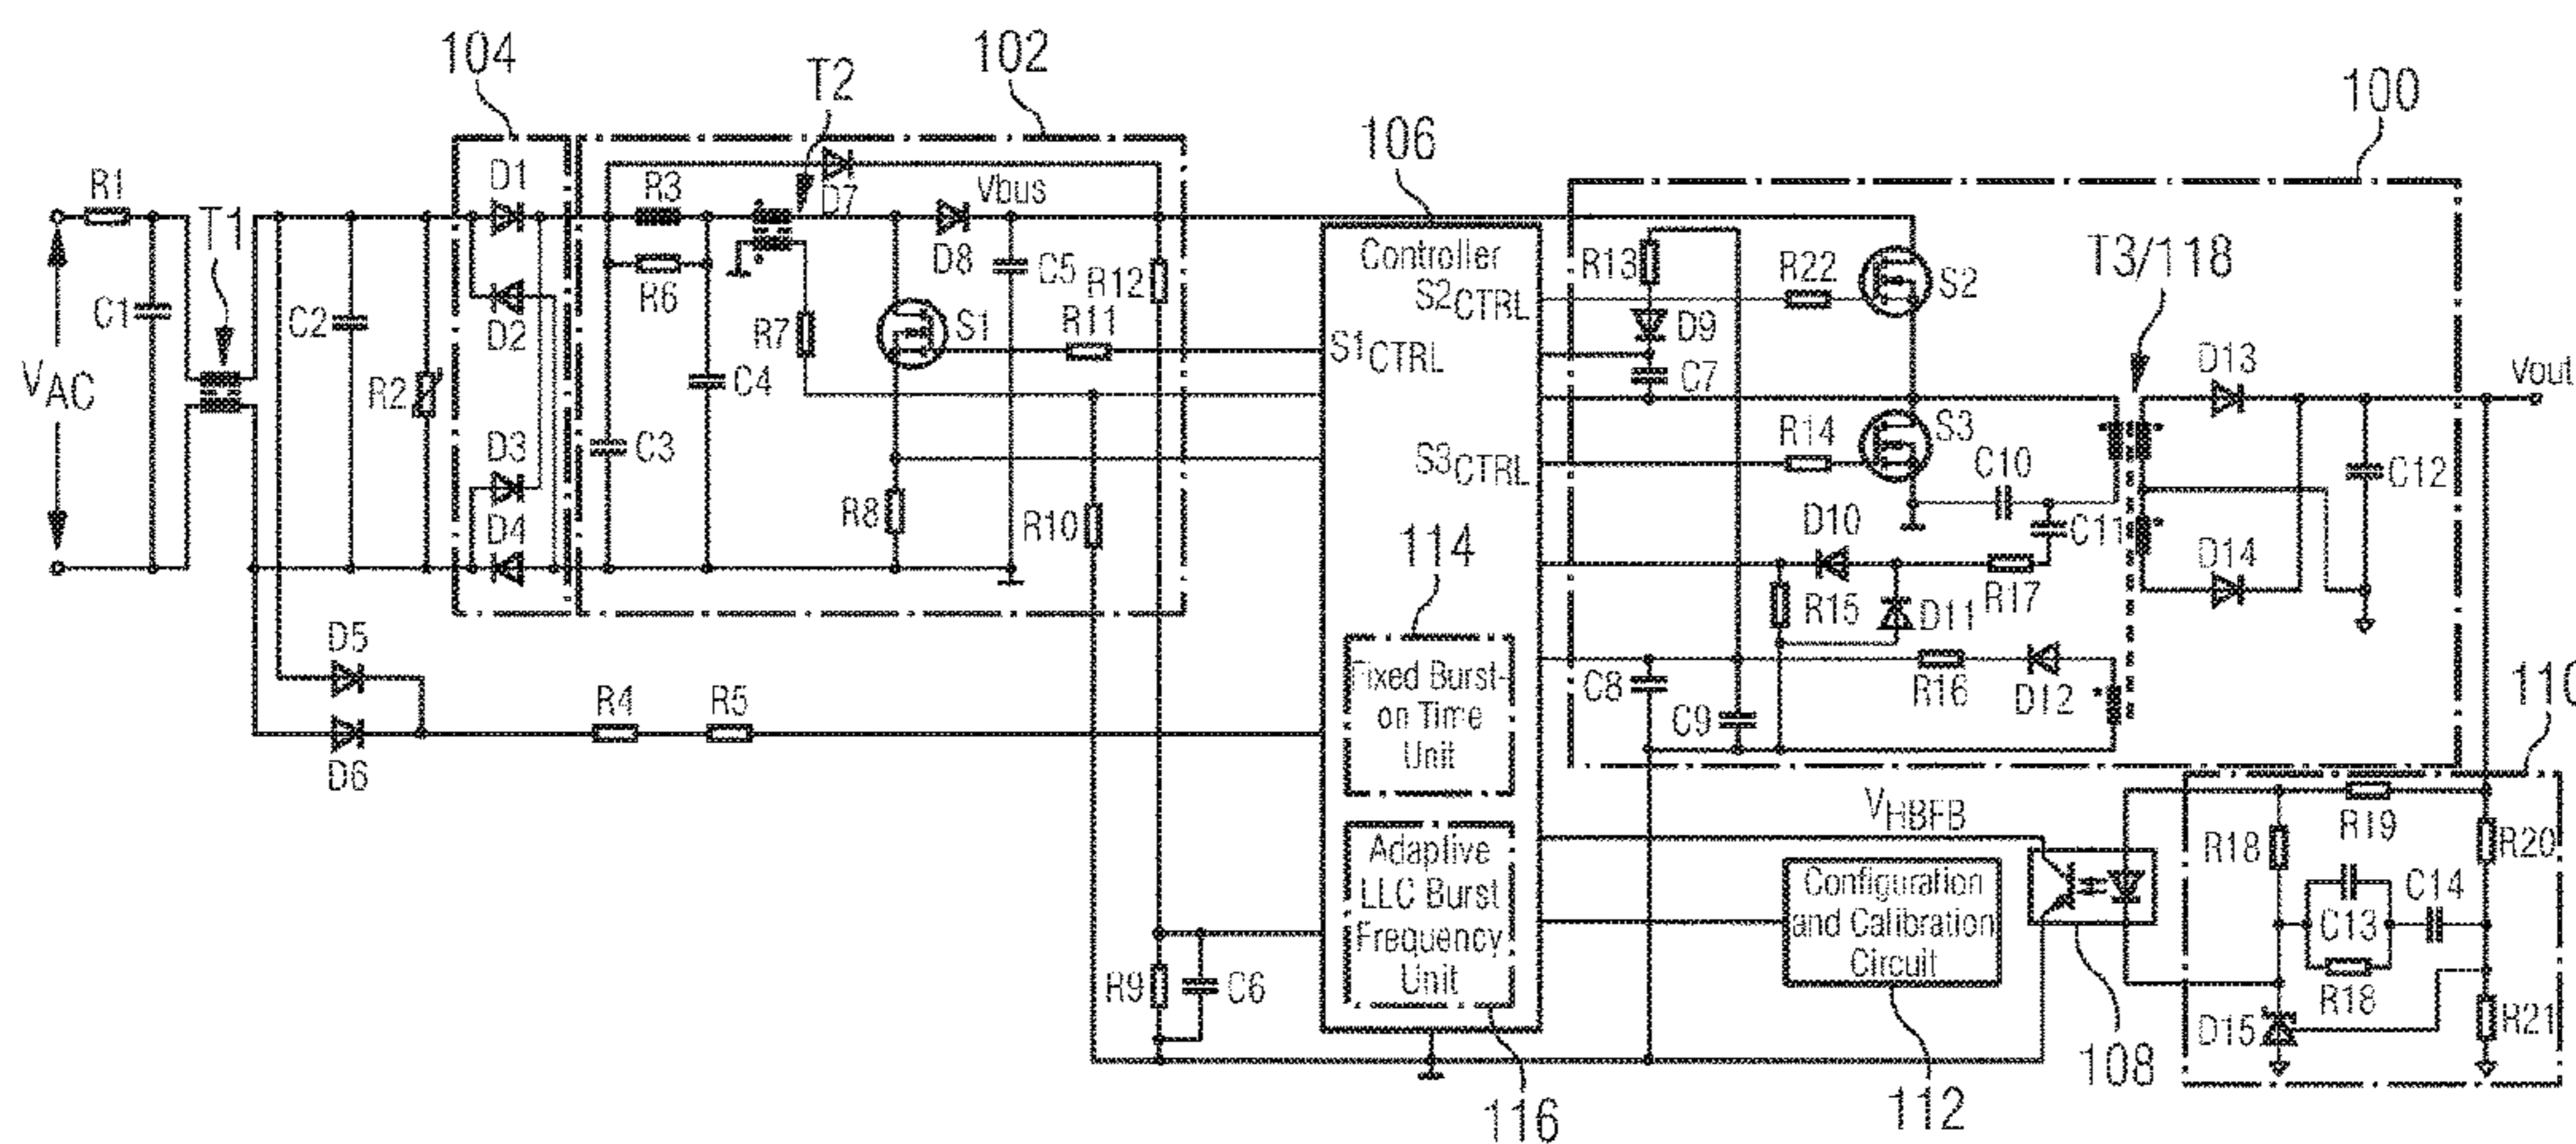 104
T2
102
106
100
R1
T1
D1
R3
D7
Vbus
C1
C2
D2
R6
D8
C5
R12
Controller
S2CTRL
R13
R22
S2
T3/118
VAC
R2
R7
S1
R11
S1CTRL
D9
C7
D13
Vout
C4
D3
C3
D4
R8
R10
S3CTRL
R14
S3
C10
C12
114
D10
C11
D14
R15
D11
R17
D5
D6
R4
R5
Fixed Burst-
on Time
Unit
C8
C9
R16
D12
110
VHBFB
R19
R18
R20
Adaptive
LLC Burst
Frequency
Unit
Configuration
and Calibration
Circuit
C13
C14
R18
R9
C6
D15
R21
108
116
112